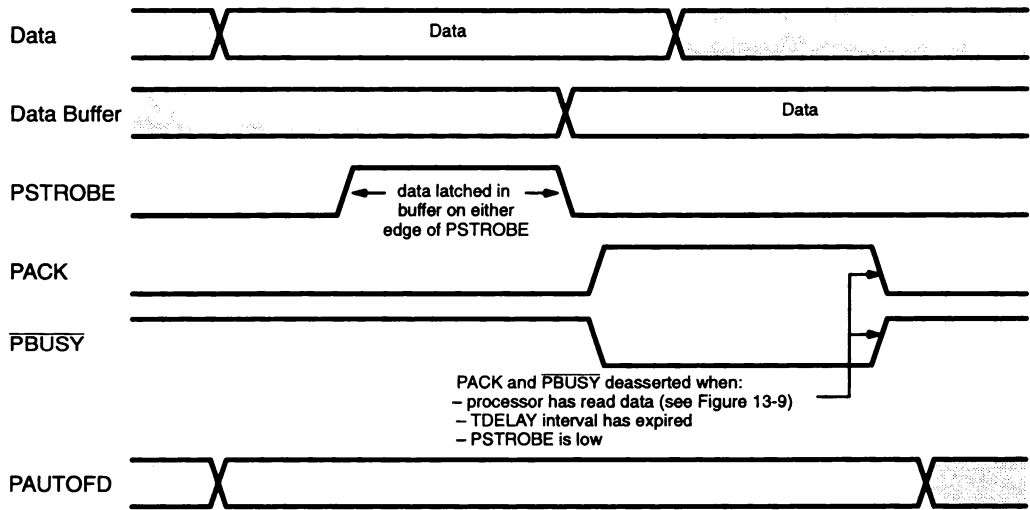 Data
Data
Data Buffer
Data
PSTROBE
data latched in
buffer on either
edge of PSTROBE
PACK
PBUSY
PACK and PBUSY deasserted when:
– processor has read data (see Figure 13-9)
– TDELAY interval has expired
– PSTROBE is low
PAUTOFD